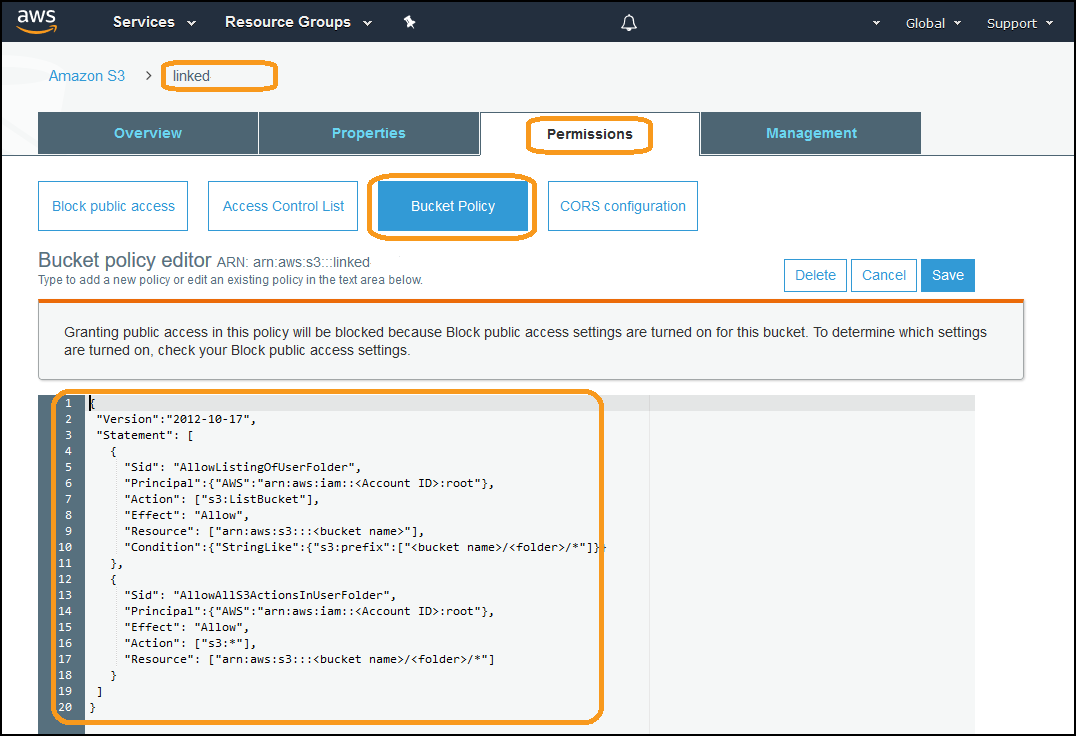 aws Services Resource Groups Global Support
Amazon S3 > linked
Overview Properties Permissions Management
Block public access Access Control List Bucket Policy CORS configuration
Bucket policy editor ARN: arn:aws:s3:::linked
Type to add a new policy or edit an existing policy in the text area below.
Delete Cancel Save
Granting public access in this policy will be blocked because Block public access settings are turned on for this bucket. To determine which settings
are turned on, check your Block public access settings.
1 {
2 "Version":"2012-10-17",
3 "Statement": [
4 {
5 "Sid": "AllowListingOfUserFolder",
6 "Principal":{"AWS":"arn:aws:iam::<Account ID>:root"},
7 "Action": ["s3:ListBucket"],
8 "Effect": "Allow",
9 "Resource": ["arn:aws:s3:::<bucket name>"],
10 "Condition":{"StringLike":{"s3:prefix":["<bucket name>/<folder>/*"]}}
11 },
12 {
13 "Sid": "AllowAllS3ActionsInUserFolder",
14 "Principal":{"AWS":"arn:aws:iam::<Account ID>:root"},
15 "Effect": "Allow",
16 "Action": ["s3:*"],
17 "Resource": ["arn:aws:s3:::<bucket name>/<folder>/*"]
18 }
19 ]
20 }